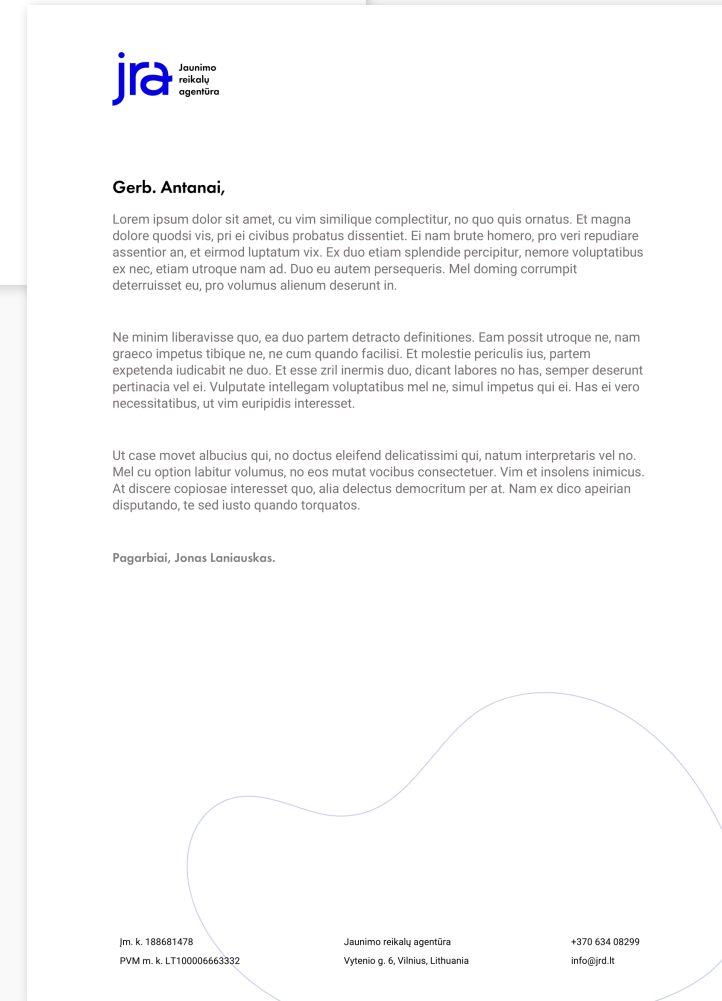 jra
Jaunimo
reikalų
agentūra
Gerb. Antanai,
Lorem ipsum dolor sit amet, cu vim similique complectitur, no quo quis ornatus. Et magna
dolore quodsi vis, pri ei civibus probatus dissentiet. Ei nam brute homero, pro veri repudiare
assentior an, et eirmod luptatum vix. Ex duo etiam splendide percipitur, nemore voluptatibus
ex nec, etiam utroque nam ad. Duo eu autem persequeris. Mel doming corrumpit
deterruisset eu, pro volumus alienum deserunt in.
Ne minim liberavisse quo, ea duo partem detracto definitiones. Eam possit utroque ne, nam
graeco impetus tibique ne, ne cum quando facilisi. Et molestie periculis ius, partem
expetenda iudicabit ne duo. Et esse zril inermis duo, dicant labores no has, semper deserunt
pertinacia vel ei. Vulputate intellegam voluptatibus mel ne, simul impetus qui ei. Has ei vero
necessitatibus, ut vim euripidis interesset.
Ut case movet albucius qui, no doctus eleifend delicatissimi qui, natum interpretaris vel no.
Mel cu option labitur volumus, no eos mutat vocibus consectetuer. Vim et insolens inimicus.
At discere copiosae interesset quo, alia delectus democritum per at. Nam ex dico apeirian
disputando, te sed iusto quando torquatos.
Pagarbiai, Jonas Laniauskas.
Įm. k. 188681478
PVM m. k. LT100006663332
Jaunimo reikalų agentūra
Vytenio g. 6, Vilnius, Lithuania
+370 634 08299
info@jrd.lt